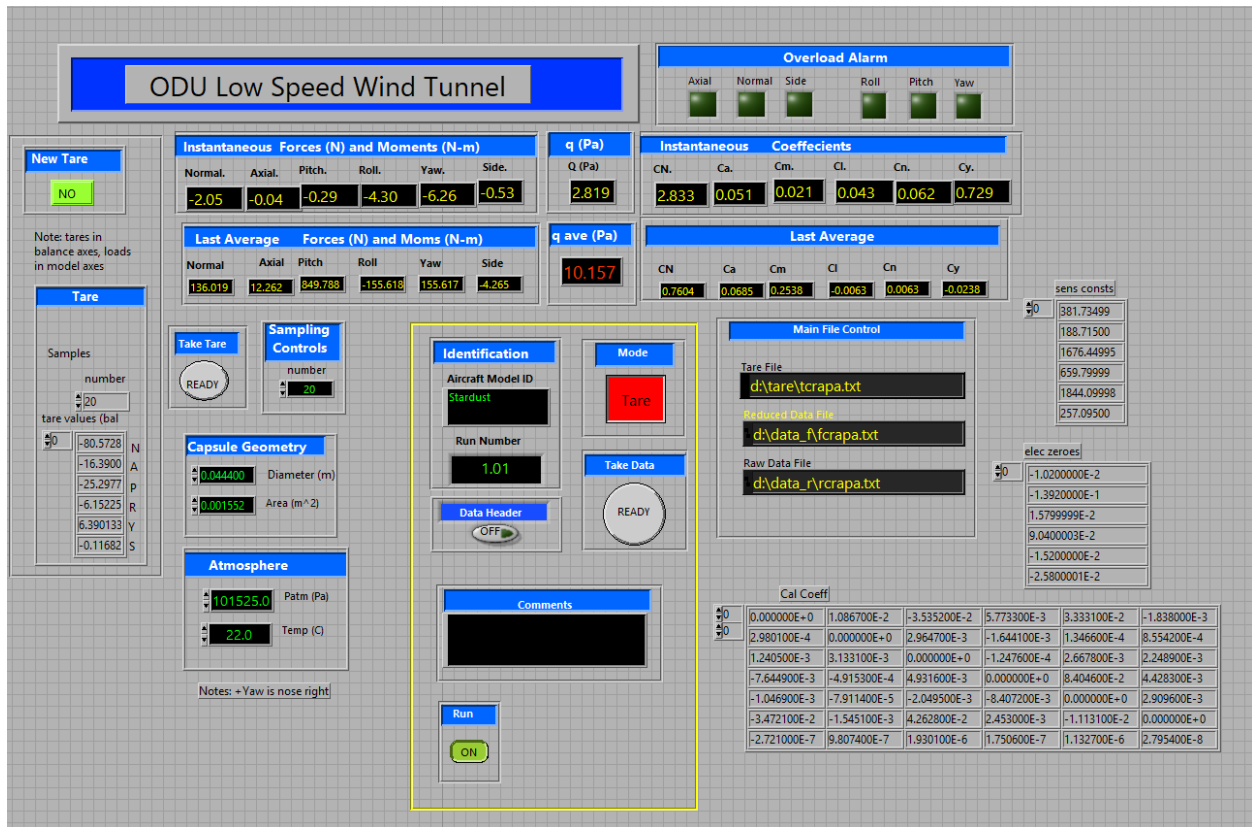 ODU Low Speed Wind Tunnel
Overload Alarm
Axial Normal Side Roll Pitch Yaw
New Tare
NO
Note: tares in
balance axes, loads
in model axes
Instantaneous Forces (N) and Moments (N-m)
Normal. Axial. Pitch. Roll. Yaw. Side.
-2.05 -0.04 -0.29 -4.30 -6.26 -0.53
q (Pa)
Q (Pa)
2.819
Instantaneous Coeffecients
CN. Ca. Cm. Cl. Cn. Cy.
2.833 0.051 0.021 0.043 0.062 0.729
Last Average Forces (N) and Moms (N-m)
Normal Axial Pitch Roll Yaw Side
136.019 12.262 849.788 -155.618 155.617 -4.265
q ave (Pa)
10.157
Last Average
CN Ca Cm Cl Cn Cy
0.7604 0.0685 0.2538 -0.0063 0.0063 -0.0238
Tare
Samples
number
20
tare values (bal
0
-80.5728 N
-16.3900 A
-25.2977 P
-6.15225 R
6.390133 Y
-0.11682 S
Take Tare
READY
Sampling
Controls
number
20
Capsule Geometry
0.044400 Diameter (m)
0.001552 Area (m^2)
Atmosphere
101525.0 Patm (Pa)
22.0 Temp (C)
Notes: +Yaw is nose right
Identification
Aircraft Model ID
Stardust
Run Number
1.01
Data Header
OFF
Mode
Tare
Take Data
READY
Comments
Run
ON
Main File Control
Tare File
d:\tare\tcrapa.txt
Reduced Data File
d:\data_f\fcrapa.txt
Raw Data File
d:\data_r\rcrapa.txt
sens consts
0
381.73499
188.71500
1676.44995
659.79999
1844.09998
257.09500
elec zeroes
0
-1.0200000E-2
-1.3920000E-1
1.5799999E-2
9.0400003E-2
-1.5200000E-2
-2.5800001E-2
Cal Coeff
0
0
0.000000E+0 1.086700E-2 -3.535200E-2 5.773300E-3 3.333100E-2 -1.838000E-3
2.980100E-4 0.000000E+0 2.964700E-3 -1.644100E-3 1.346600E-4 8.554200E-4
1.240500E-3 3.133100E-3 0.000000E+0 -1.247600E-4 2.667800E-3 2.248900E-3
-7.644900E-3 -4.915300E-4 4.931600E-3 0.000000E+0 8.404600E-2 4.428300E-3
-1.046900E-3 -7.911400E-5 -2.049500E-3 -8.407200E-3 0.000000E+0 2.909600E-3
-3.472100E-2 -1.545100E-3 4.262800E-2 2.453000E-3 -1.113100E-2 0.000000E+0
-2.721000E-7 9.807400E-7 1.930100E-6 1.750600E-7 1.132700E-6 2.795400E-8